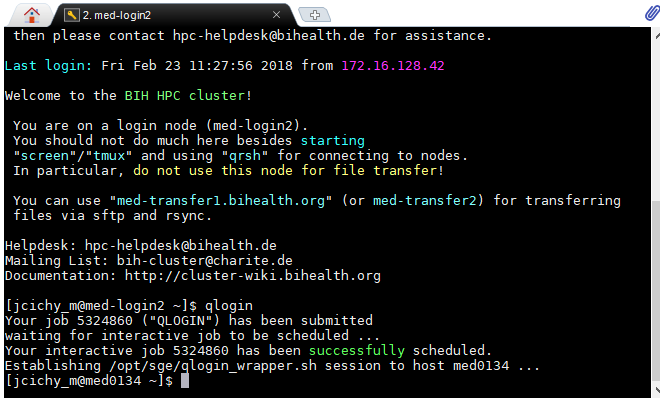 2. med-login2
then please contact hpc-helpdesk@bihealth.de for assistance.
Last login: Fri Feb 23 11:27:56 2018 from 172.16.128.42
Welcome to the BIH HPC cluster!
You are on a login node (med-login2).
You should not do much here besides starting
"screen"/"tmux" and using "qrsh" for connecting to nodes.
In particular, do not use this node for file transfer!
You can use "med-transfer1.bihealth.org" (or med-transfer2) for transferring
files via sftp and rsync.
Helpdesk: hpc-helpdesk@bihealth.de
Mailing List: bih-cluster@charite.de
Documentation: http://cluster-wiki.bihealth.org
[jcichy_m@med-login2 ~]$ qlogin
Your job 5324860 ("QLOGIN") has been submitted
waiting for interactive job to be scheduled ...
Your interactive job 5324860 has been successfully scheduled.
Establishing /opt/sge/qlogin_wrapper.sh session to host med0134 ...
[jcichy_m@med0134 ~]$